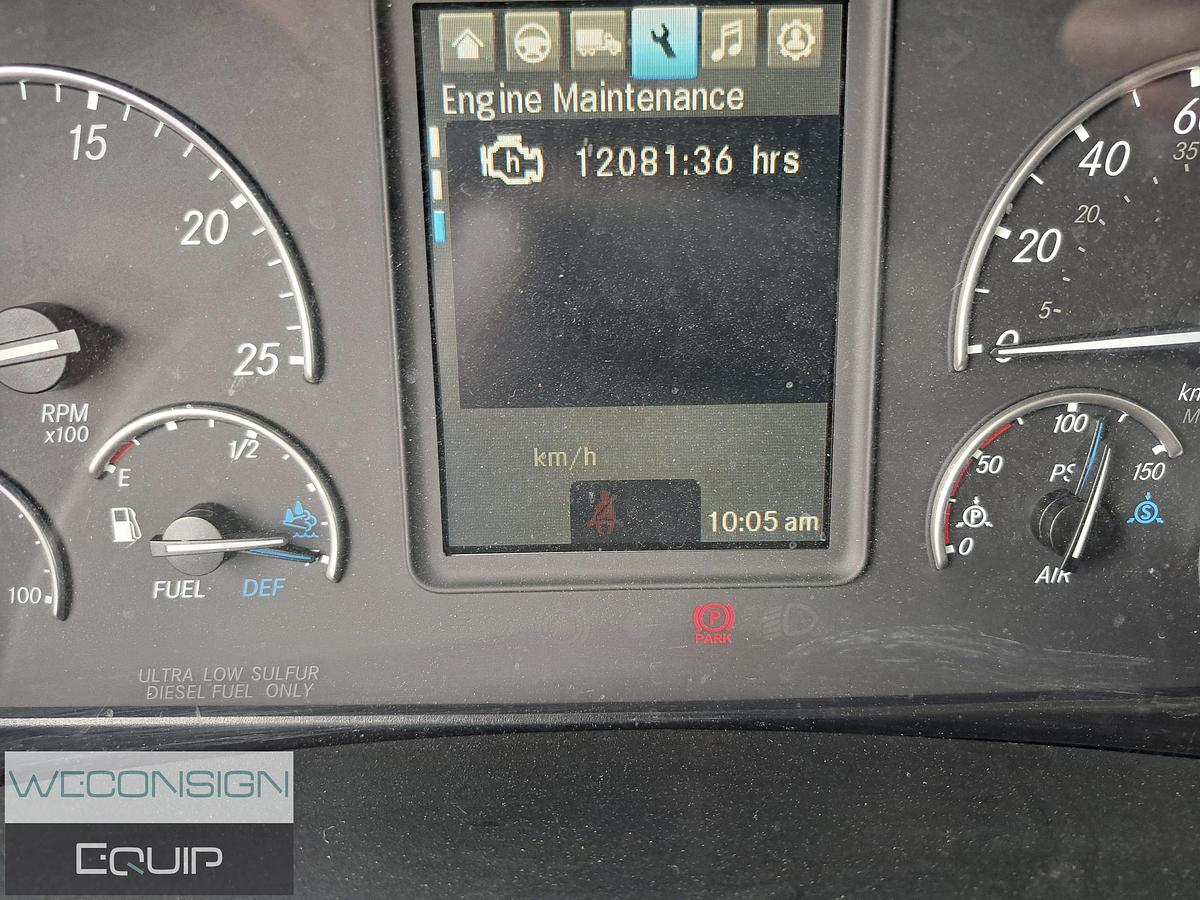 Engine Maintenance
h 12081:36 hrs
km/h
10:05 am
15
20
25
RPM
x100
1/2
E
FUEL DEF
100
ULTRA LOW SULFUR
DIESEL FUEL ONLY
60
40
35
20
20
5
0
100
50
150
P
S
0
AIR
P
PARK
WECONSIGN
EQUIP